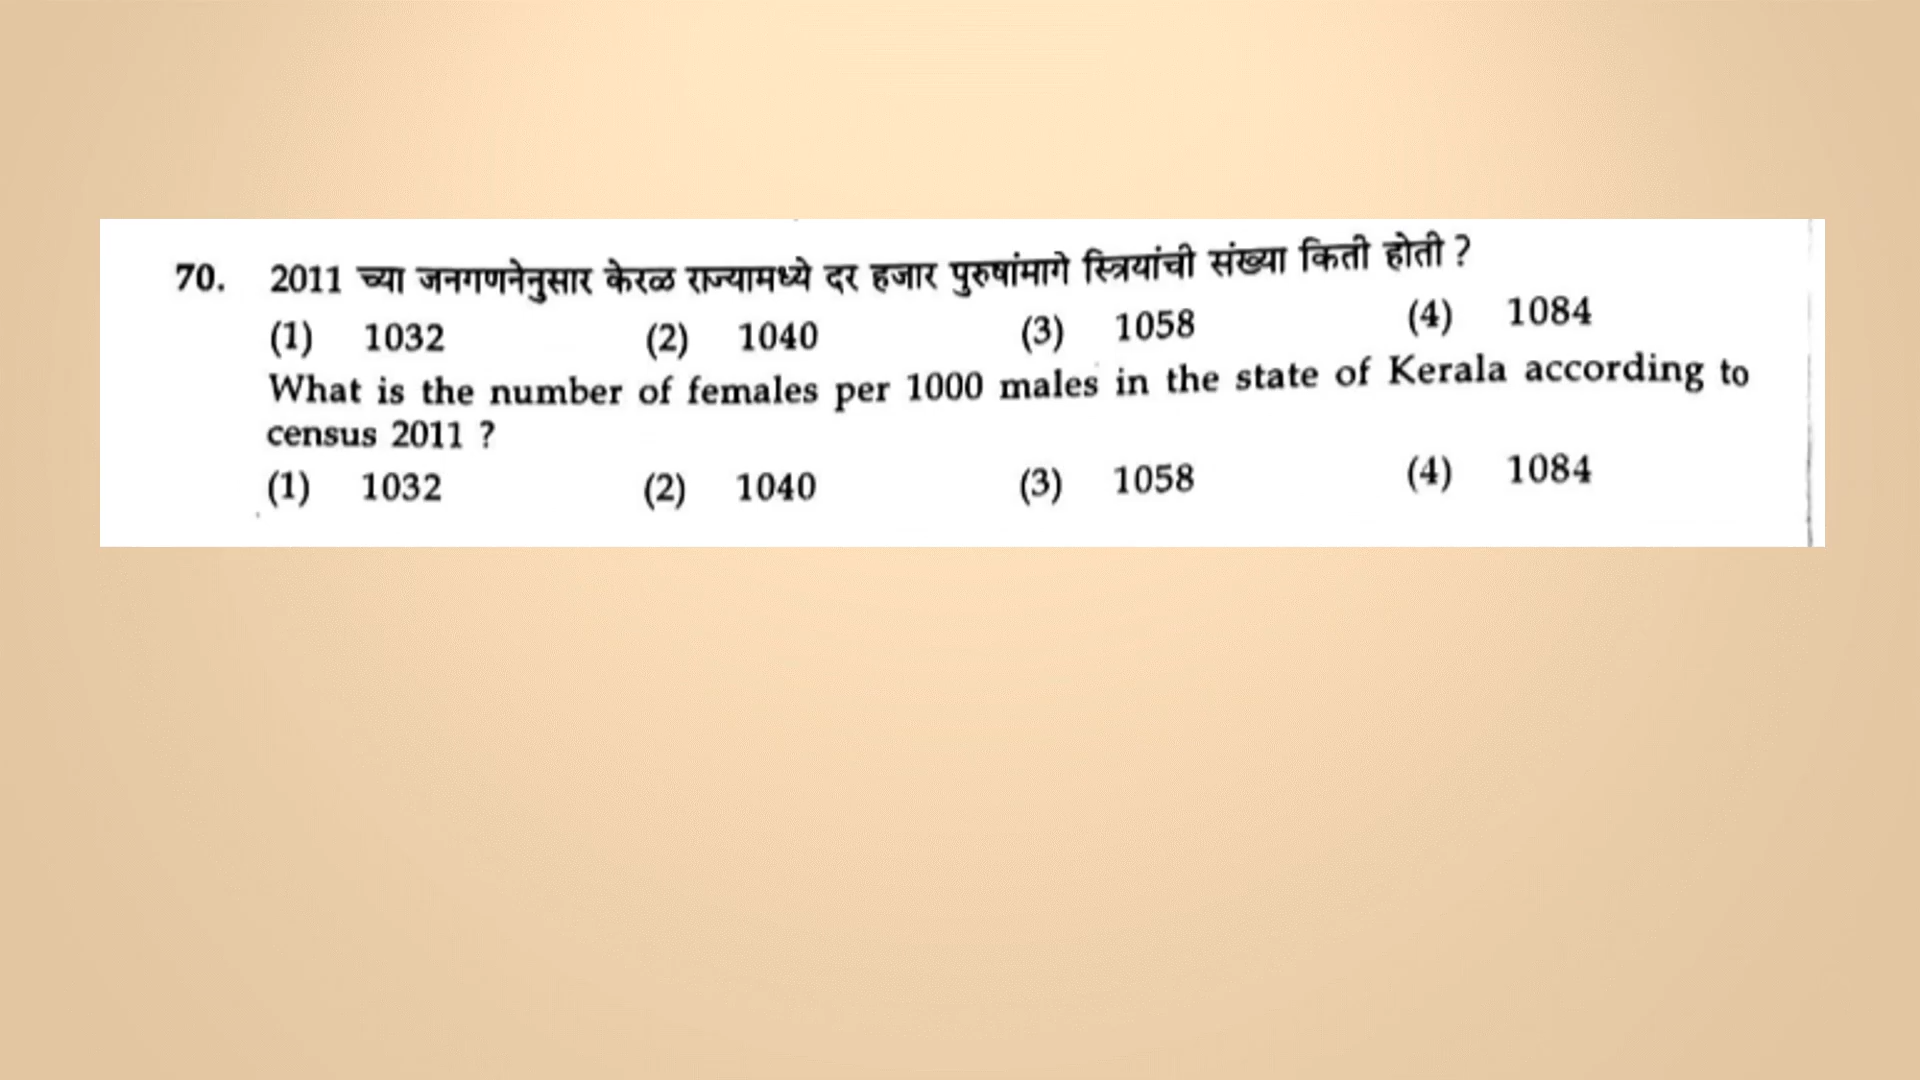 70. 2011 च्या जनगणनेनुसार केरळ राज्यामध्ये दर हजार पुरुषांमागे स्त्रियांची संख्या किती होती ?
(1) 1032 (2) 1040 (3) 1058 (4) 1084
What is the number of females per 1000 males in the state of Kerala according to
census 2011 ?
(1) 1032 (2) 1040 (3) 1058 (4) 1084